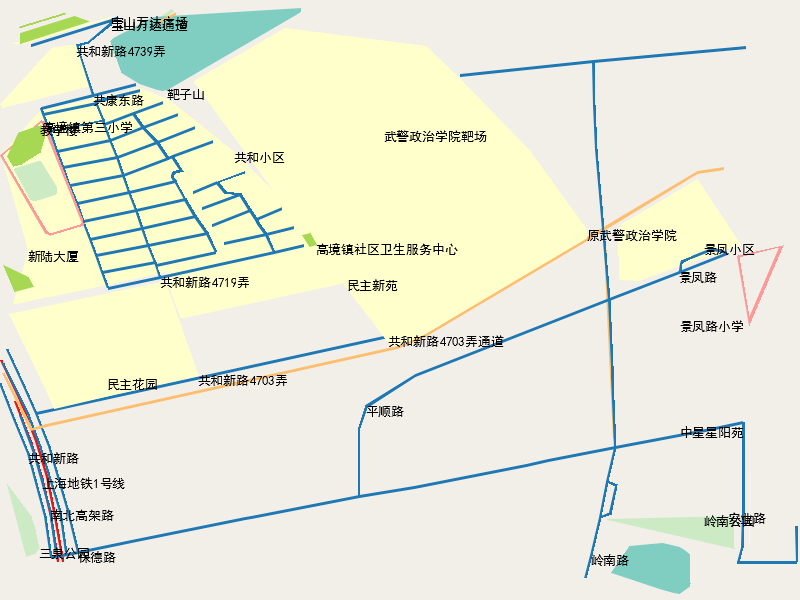 宝山万达广场
共和新路4739弄
靶子山
共康东路
高境镇第三小学
教学楼
武警政治学院靶场
共和小区
原武警政治学院
高境镇社区卫生服务中心
景凤小区
新陆大厦
景凤路
共和新路4719弄
民主新苑
景凤路小学
共和新路4703弄通道
共和新路4703弄
民主花园
平顺路
中星星阳苑
共和新路
上海地铁1号线
南北高架路
岭南公园
安业路
三泉公园
保德路
岭南路